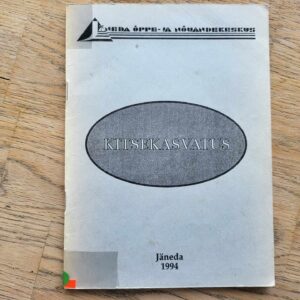 JÄNEDA ÕPPE- JA NÕUANDEKESKUS
KITSEKASVATUS
Jäneda
1994